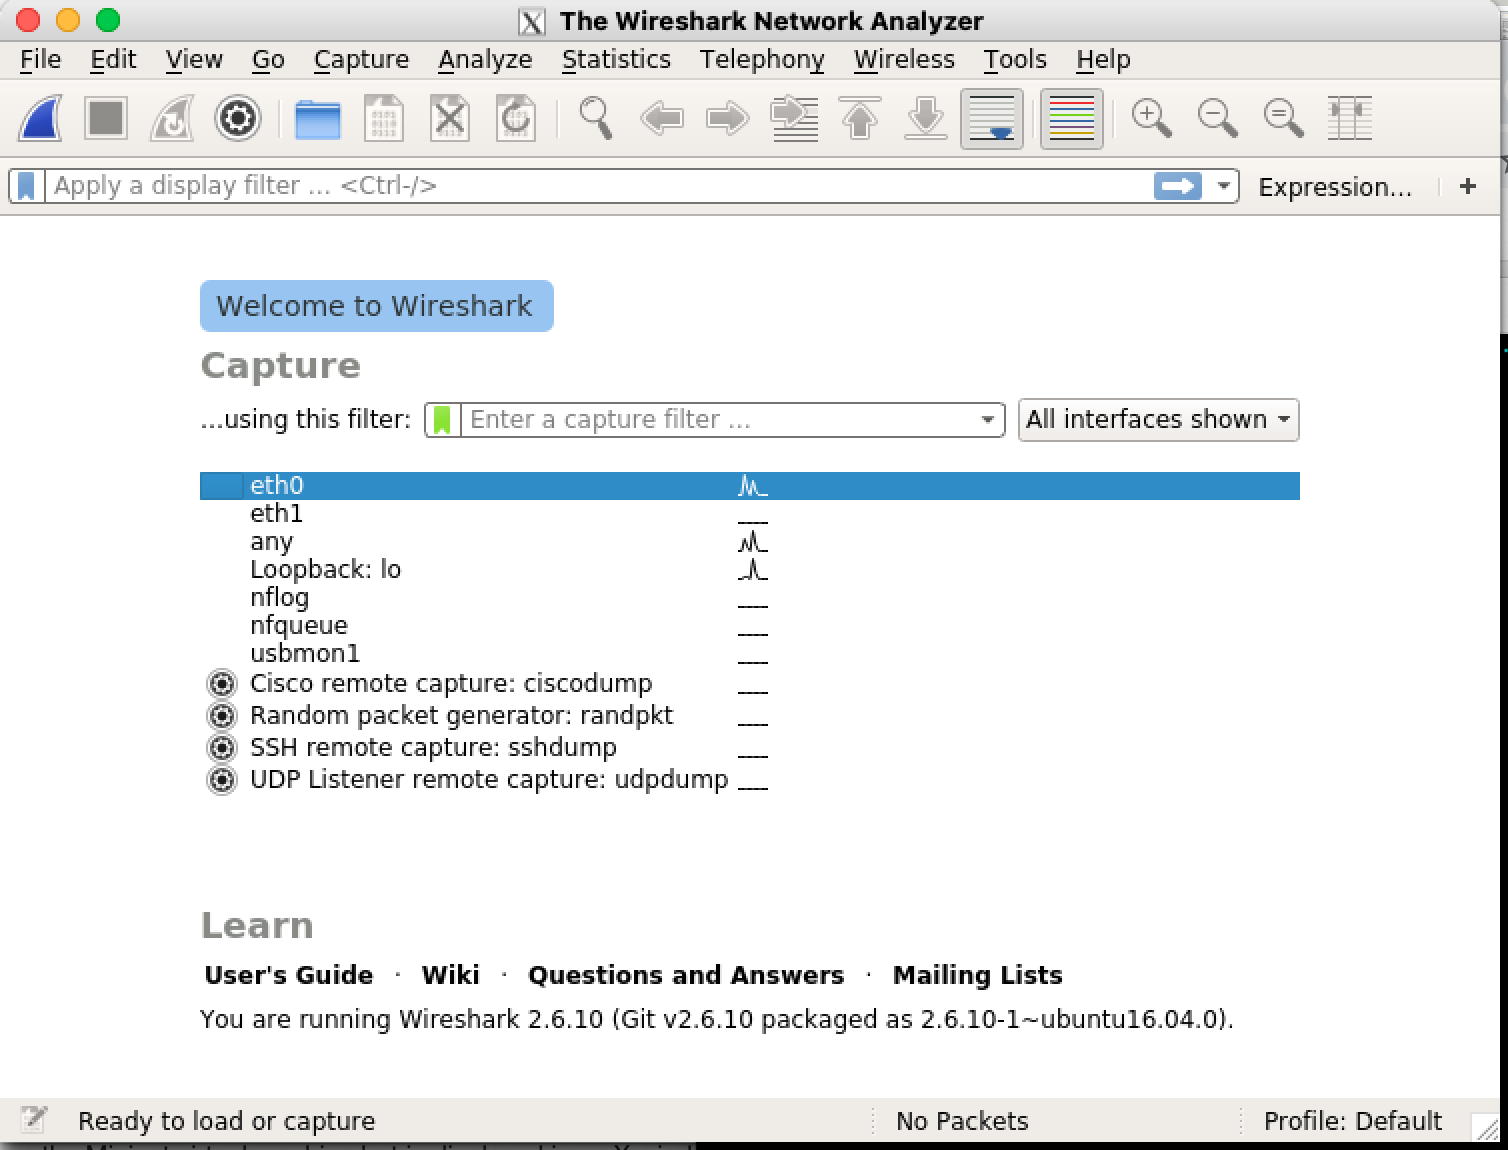 The Wireshark Network Analyzer
File Edit View Go Capture Analyze Statistics Telephony Wireless Tools Help
Apply a display filter ... <Ctrl-/> Expression... +
Welcome to Wireshark
Capture
...using this filter: Enter a capture filter ... All interfaces shown
eth0
eth1
any
Loopback: lo
nflog
nfqueue
usbmon1
Cisco remote capture: ciscodump
Random packet generator: randpkt
SSH remote capture: sshdump
UDP Listener remote capture: udpdump
Learn
User's Guide · Wiki · Questions and Answers · Mailing Lists
You are running Wireshark 2.6.10 (Git v2.6.10 packaged as 2.6.10-1~ubuntu16.04.0).
Ready to load or capture No Packets Profile: Default